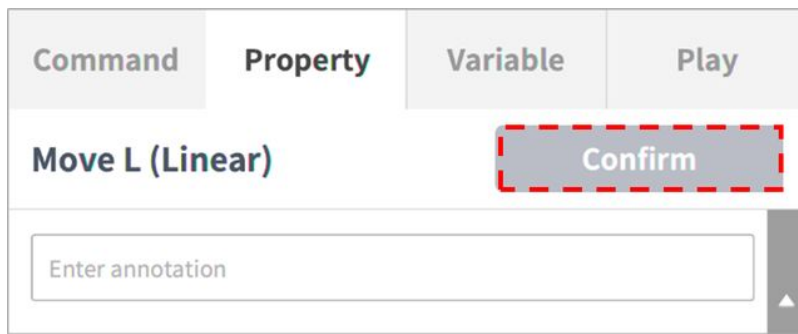 Command Property Variable Play
Move L (Linear) Confirm
Enter annotation